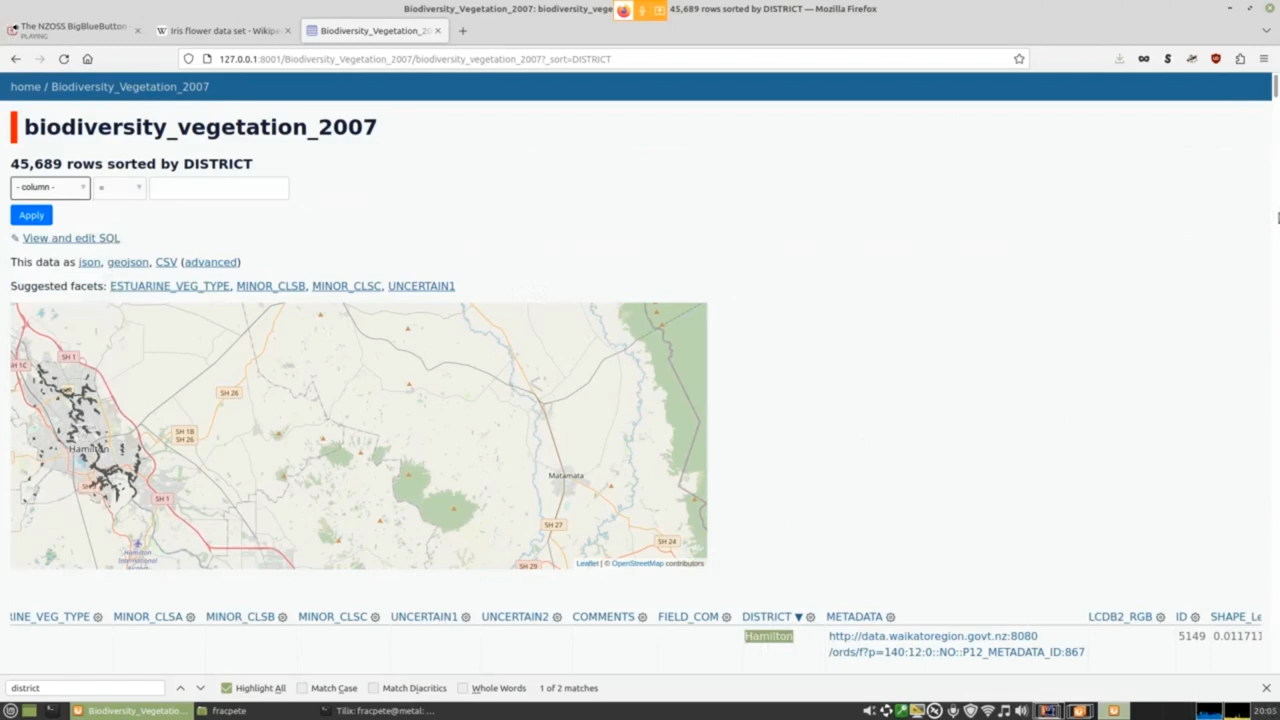 Biodiversity_Vegetation_2007: biodiversity_vege 45,689 rows sorted by DISTRICT — Mozilla Firefox
The NZOSS BigBlueButton
PLAYING
Iris flower data set - Wikipe
Biodiversity_Vegetation_20
127.0.0.1:8001/Biodiversity_Vegetation_2007/biodiversity_vegetation_2007?_sort=DISTRICT
home / Biodiversity_Vegetation_2007
biodiversity_vegetation_2007
45,689 rows sorted by DISTRICT
- column - =
Apply
View and edit SQL
This data as json, geojson, CSV (advanced)
Suggested facets: ESTUARINE_VEG_TYPE, MINOR_CLSB, MINOR_CLSC, UNCERTAIN1
SH 1
H 1C
SH 26
SH 1B
SH 26
Hamilton
Matamata
SH 1
SH 27
SH 24
Hamilton
International
SH 29
Leaflet | © OpenStreetMap contributors
INE_VEG_TYPE MINOR_CLSA MINOR_CLSB MINOR_CLSC UNCERTAIN1 UNCERTAIN2 COMMENTS FIELD_COM DISTRICT ▼ METADATA LCDB2_RGB ID SHAPE_Le
Hamilton http://data.waikatoregion.govt.nz:8080 5149 0.011711
/ords/f?p=140:12:0::NO::P12_METADATA_ID:867
district Highlight All Match Case Match Diacritics Whole Words 1 of 2 matches
Biodiversity_Vegetatio... fracpete Tilix: fracpete@metal: ... 20:05